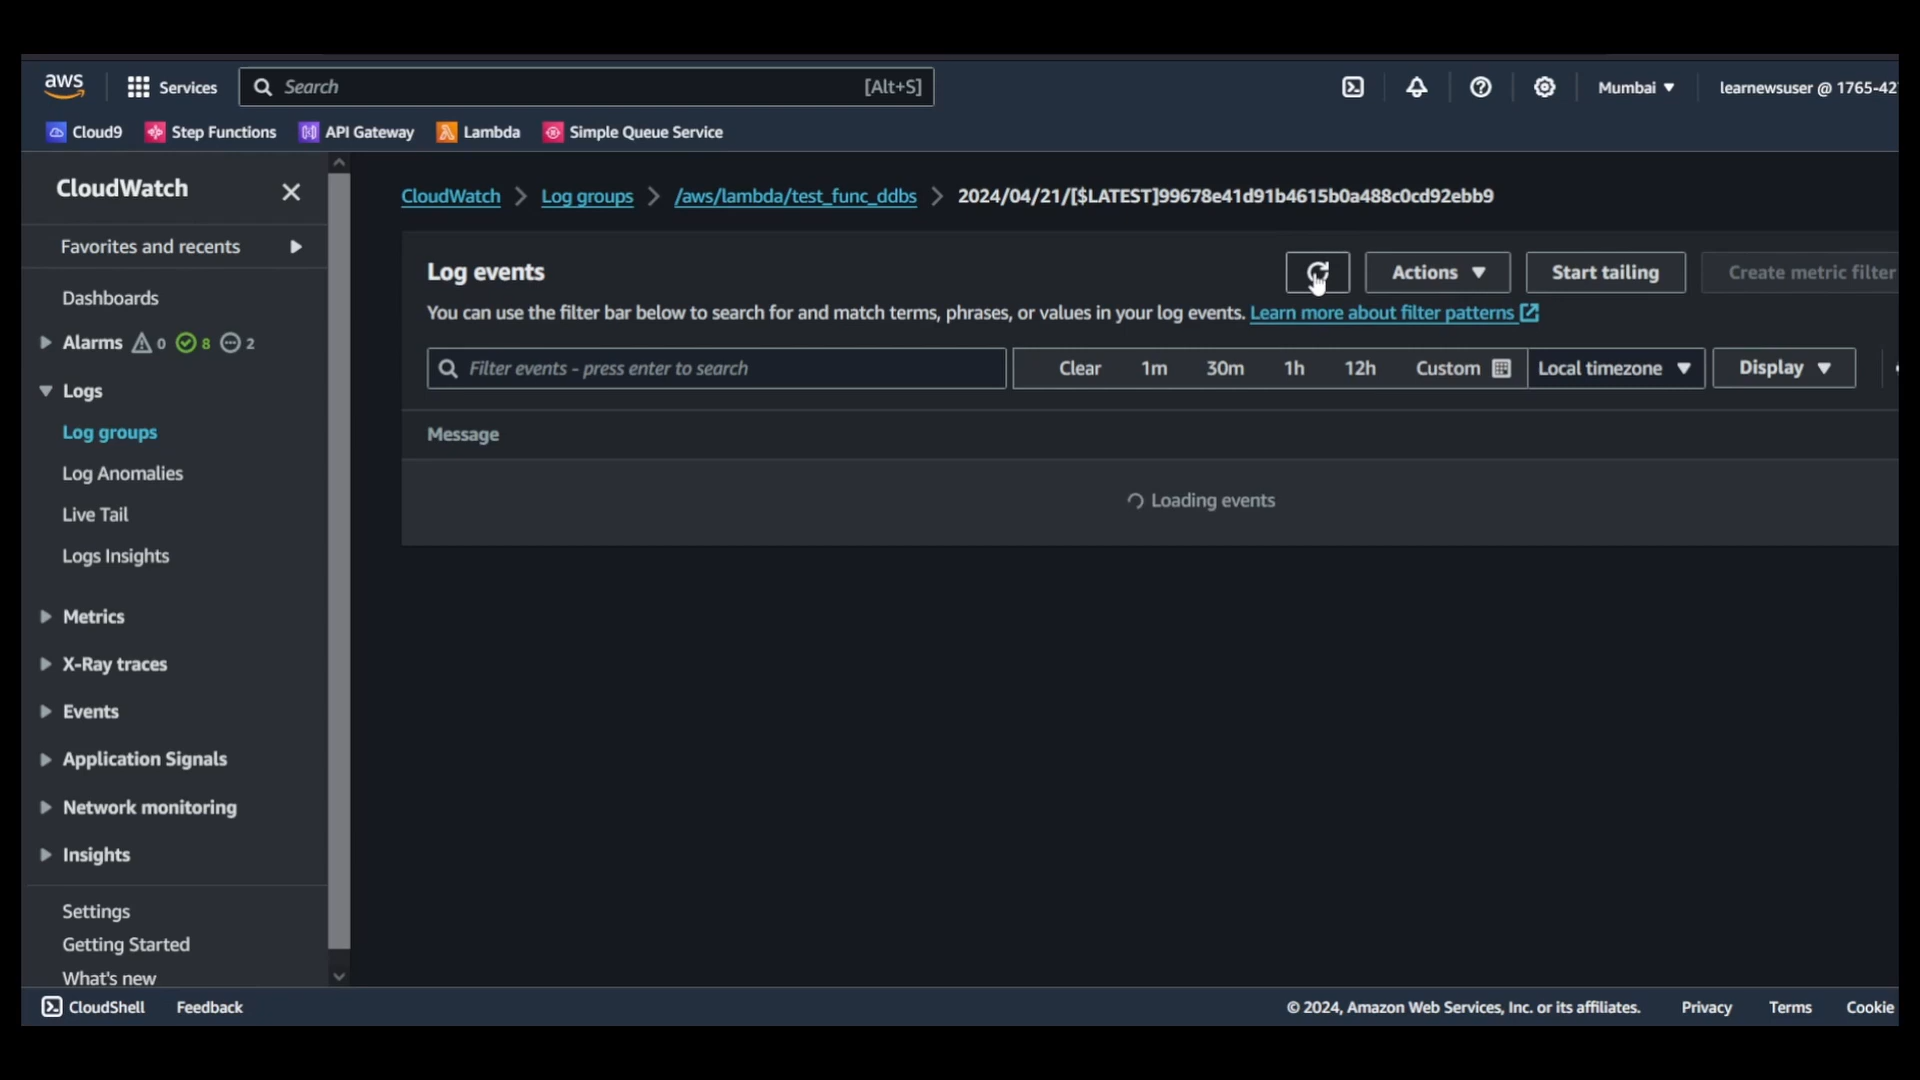 aws
Services
Search
[Alt+S]
Mumbai
learnewsuser @ 1765-42
Cloud9
Step Functions
API Gateway
Lambda
Simple Queue Service
CloudWatch
Favorites and recents
Dashboards
Alarms 0 8 2
Logs
Log groups
Log Anomalies
Live Tail
Logs Insights
Metrics
X-Ray traces
Events
Application Signals
Network monitoring
Insights
Settings
Getting Started
What's new
CloudWatch
Log groups
/aws/lambda/test_func_ddbs
2024/04/21/[$LATEST]99678e41d91b4615b0a488c0cd92ebb9
Log events
Actions
Start tailing
Create metric filter
You can use the filter bar below to search for and match terms, phrases, or values in your log events. Learn more about filter patterns
Filter events - press enter to search
Clear
1m
30m
1h
12h
Custom
Local timezone
Display
Message
Loading events
CloudShell
Feedback
© 2024, Amazon Web Services, Inc. or its affiliates.
Privacy
Terms
Cookie